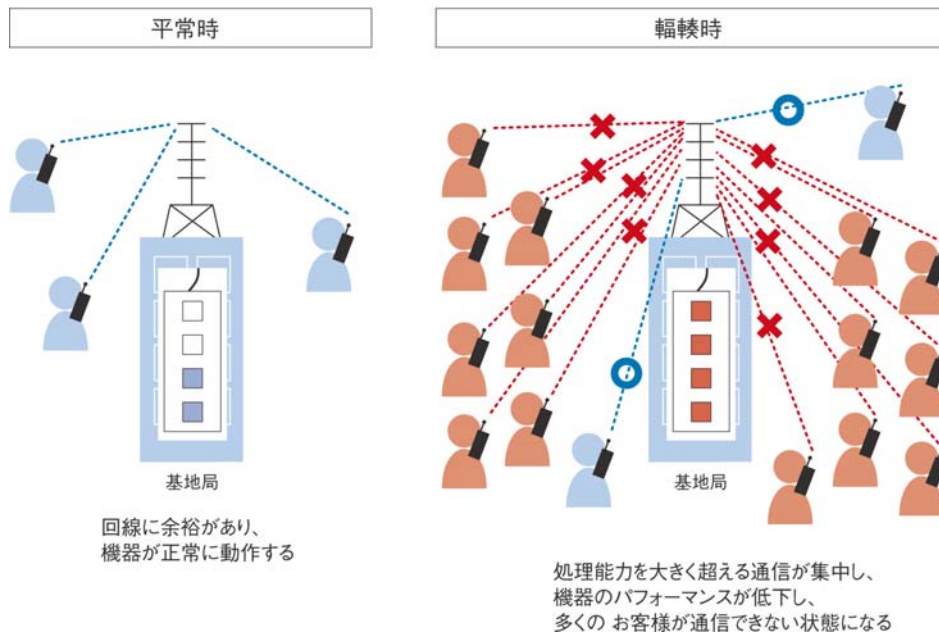 平常時
輻輳時
基地局
回線に余裕があり、
機器が正常に動作する
基地局
処理能力を大きく超える通信が集中し、
機器のパフォーマンスが低下し、
多くの お客様が通信できない状態になる